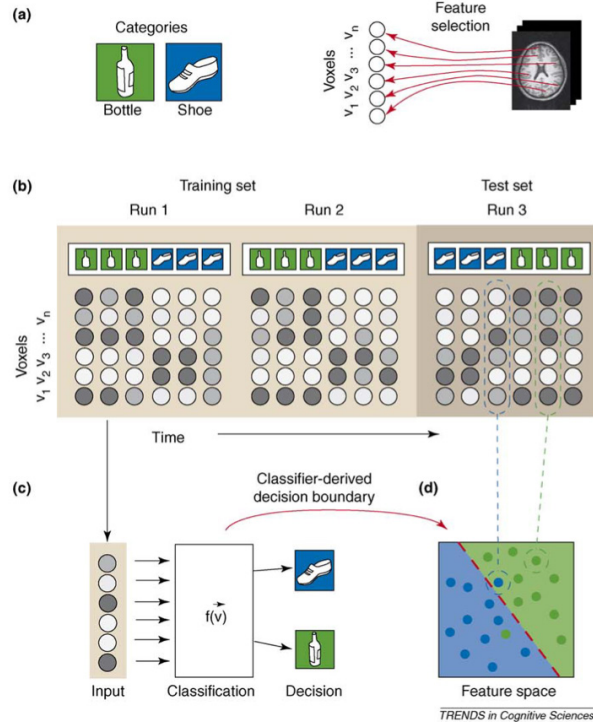 (a)
Categories
Bottle
Shoe
Feature
selection
Voxels
v1 v2 v3 ... vn
(b)
Training set
Test set
Run 1
Run 2
Run 3
Voxels
v1 v2 v3 ... vn
Time
(c)
Classifier-derived
decision boundary
(d)
f(v)
Input
Classification
Decision
Feature space
TRENDS in Cognitive Sciences